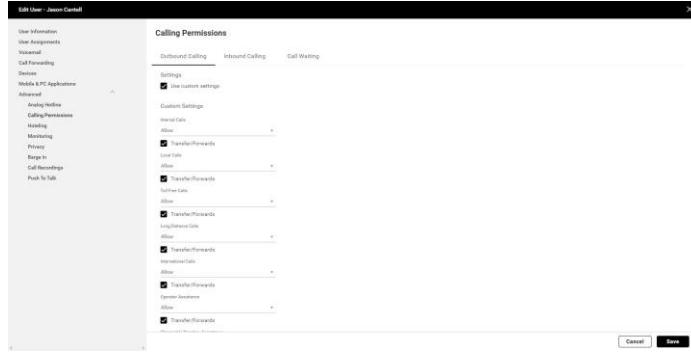 Edit User - Jason Cantell
User Information
User Assignments
Voicemail
Call Forwarding
Devices
Mobile & PC Applications
Advanced
Analog Hotline
Calling Permissions
Hoteling
Monitoring
Privacy
Barge In
Call Recordings
Push To Talk
Calling Permissions
Outbound Calling Inbound Calling Call Waiting
Settings
Use custom settings
Custom Settings
Internal Calls
Allow
Transfer/Forwards
Local Calls
Allow
Transfer/Forwards
Toll Free Calls
Allow
Transfer/Forwards
Long Distance Calls
Allow
Transfer/Forwards
International Calls
Allow
Transfer/Forwards
Operator Assistance
Allow
Transfer/Forwards
Cancel Save